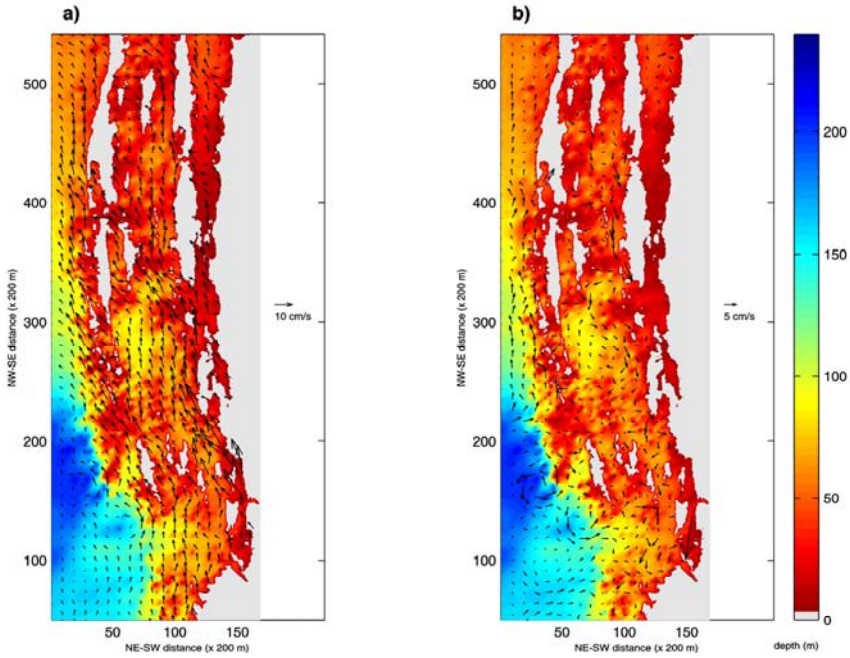 a)
b)
500
400
300
200
100
NW-SE distance (x 200 m)
50 100 150
NE-SW distance (x 200 m)
10 cm/s
500
400
300
200
100
NW-SE distance (x 200 m)
50 100 150
NE-SW distance (x 200 m)
5 cm/s
200
150
100
50
0
depth (m)